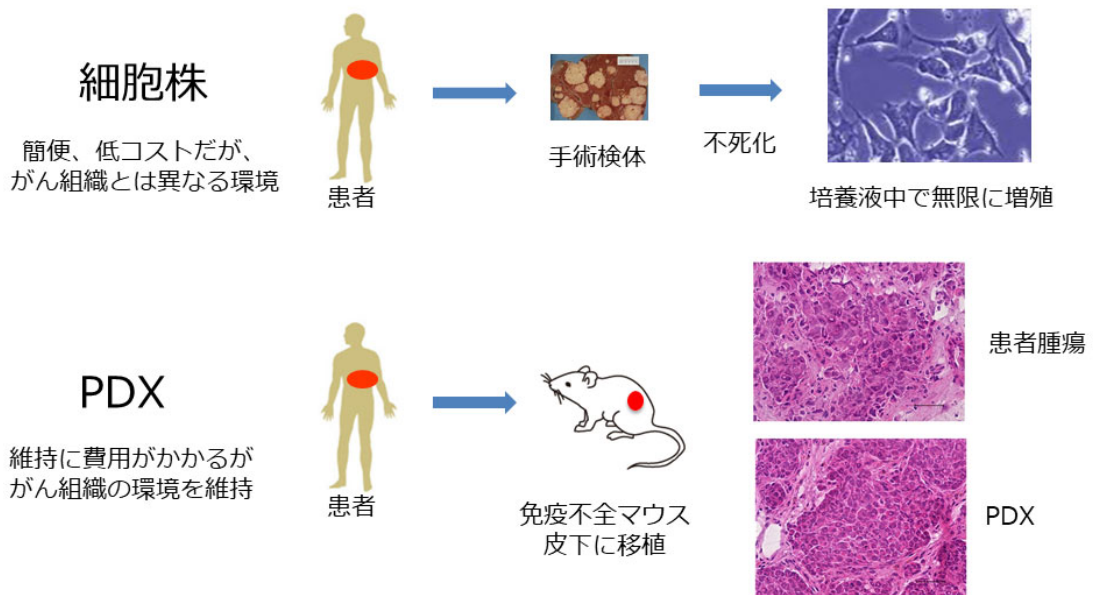 細胞株
簡便、低コストだが、
がん組織とは異なる環境
患者
手術検体
不死化
培養液中で無限に増殖
PDX
維持に費用がかかるが
がん組織の環境を維持
患者
免疫不全マウス
皮下に移植
患者腫瘍
PDX